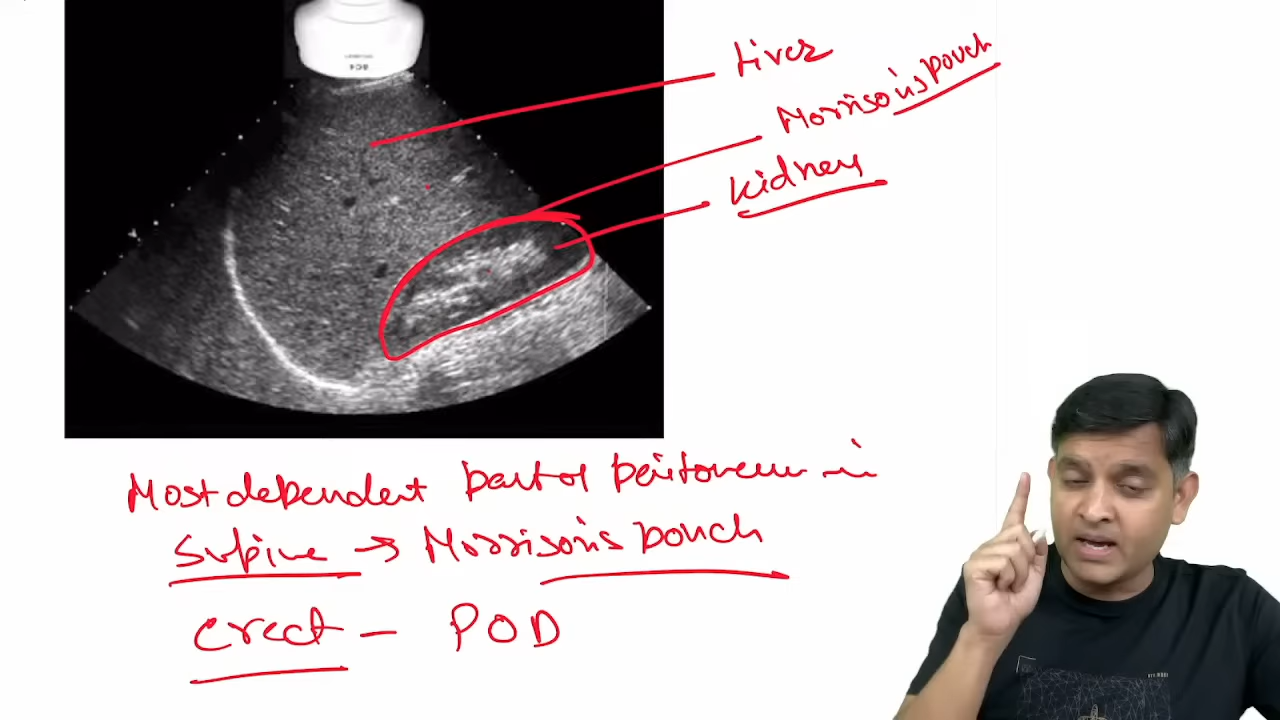 Liver
Morrison's pouch
Kidney
Most dependent part of peritoneum in
Supine → Morrison's pouch
erect - POD